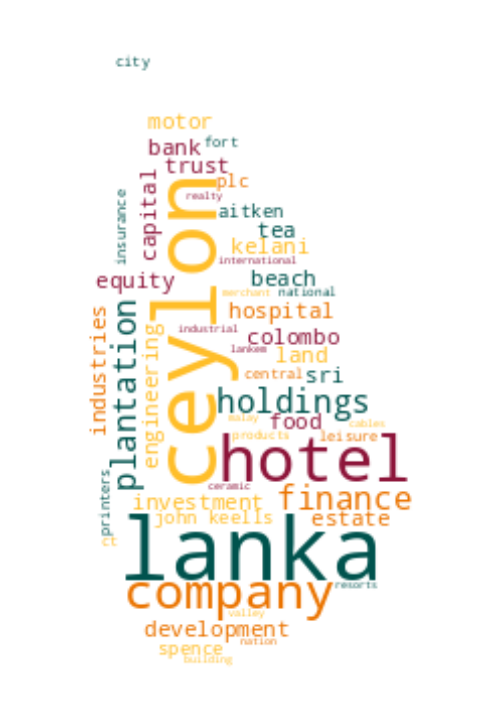 city
motor
bank
fort
trust
capital
plc
realty
insurance
aitken
ceylon
tea
kelani
international
equity
beach
merchant
national
industries
plantation
hospital
engineering
industrial
colombo
lankem
land
central
sri
holdings
malay
food
cables
products
leisure
hotel
printers
ceramic
investment
finance
john keells
estate
ct
lanka
resorts
company
valley
development
nation
spence
building